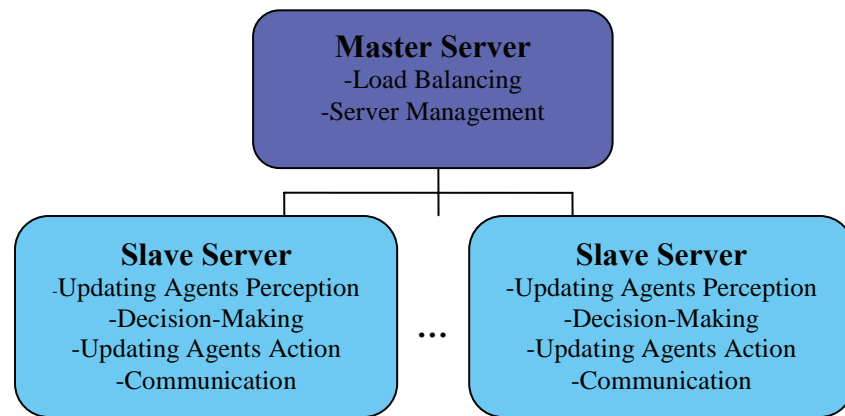 Master Server
-Load Balancing
-Server Management
Slave Server
-Updating Agents Perception
-Decision-Making
-Updating Agents Action
-Communication
...
Slave Server
-Updating Agents Perception
-Decision-Making
-Updating Agents Action
-Communication